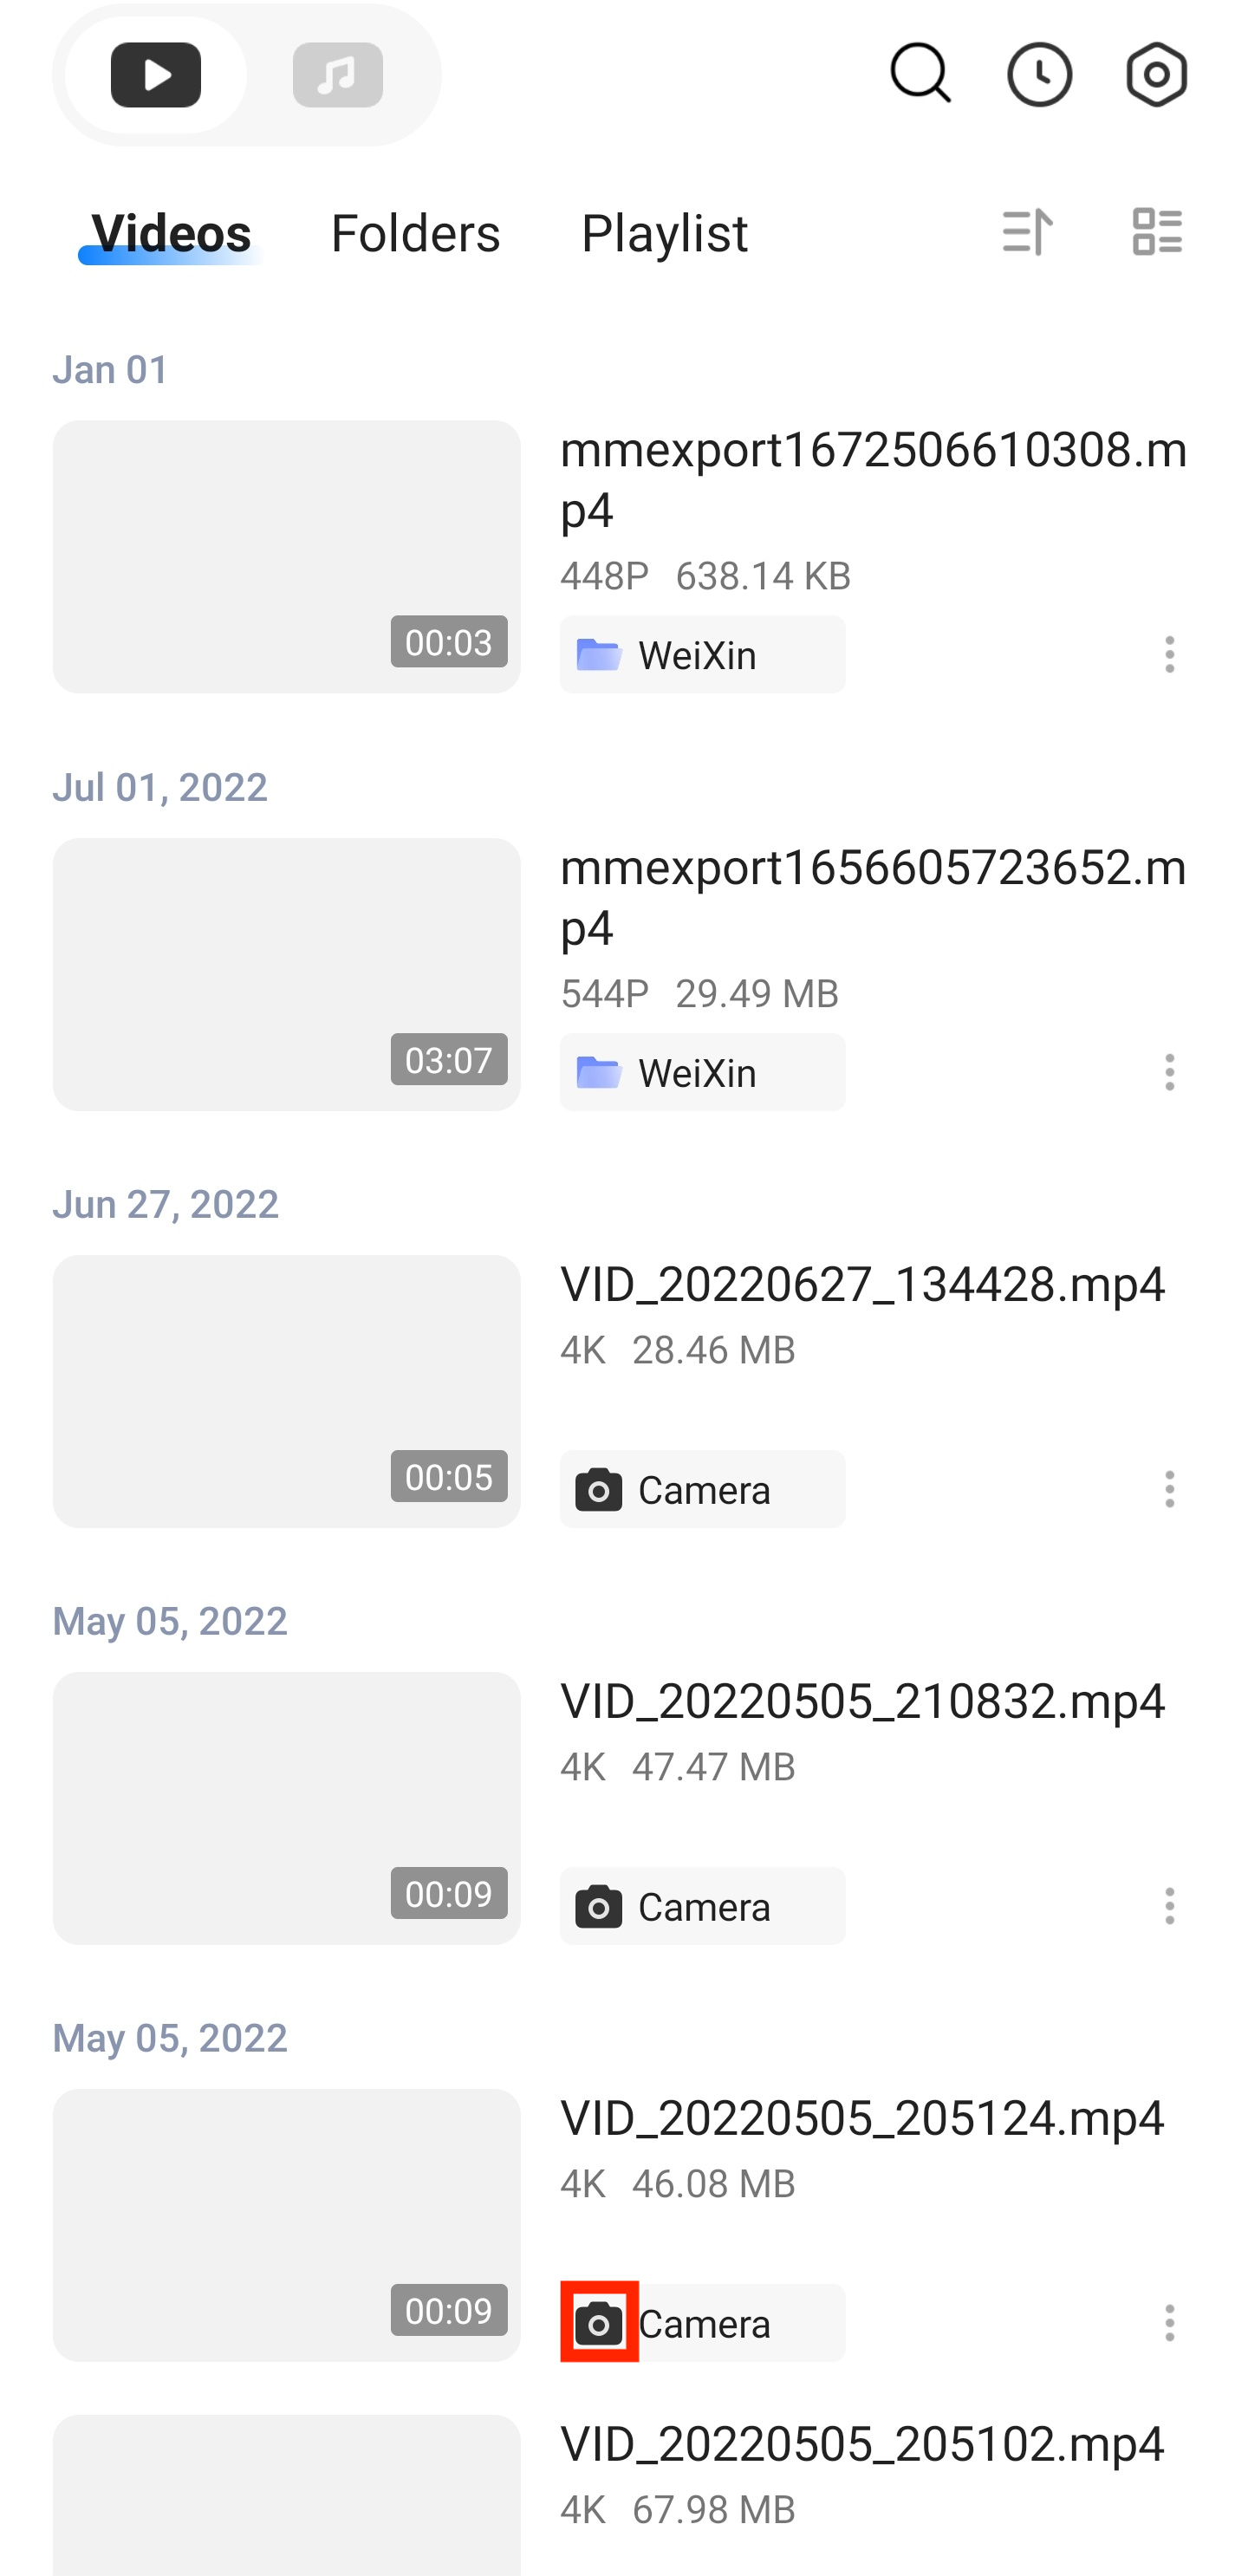 Videos Folders Playlist
Jan 01
mmexport1672506610308.m
p4
448P 638.14 KB
00:03
WeiXin
Jul 01, 2022
mmexport1656605723652.m
p4
544P 29.49 MB
03:07
WeiXin
Jun 27, 2022
VID_20220627_134428.mp4
4K 28.46 MB
00:05
Camera
May 05, 2022
VID_20220505_210832.mp4
4K 47.47 MB
00:09
Camera
May 05, 2022
VID_20220505_205124.mp4
4K 46.08 MB
00:09
Camera
VID_20220505_205102.mp4
4K 67.98 MB